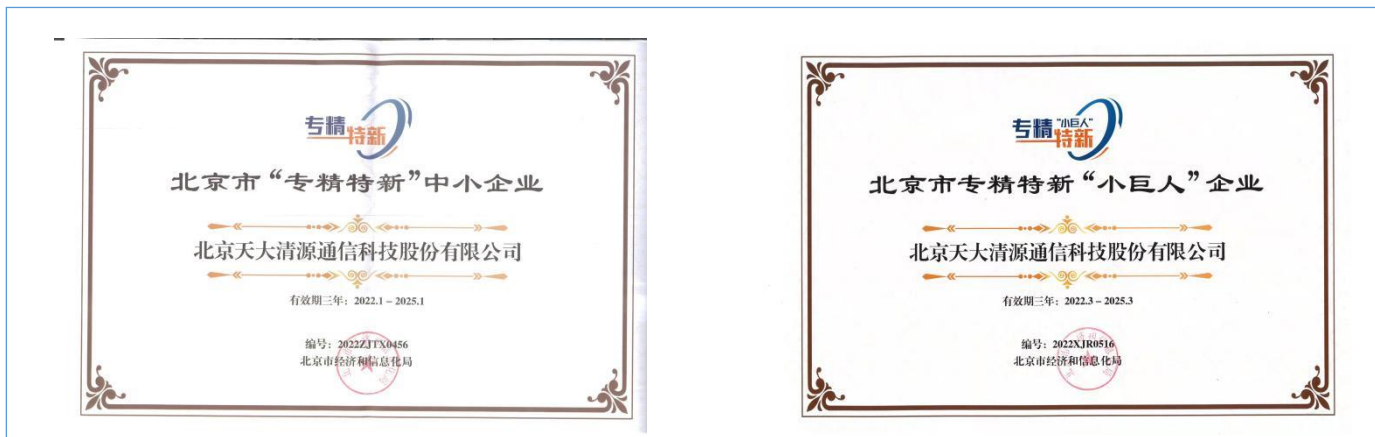 专精
特新
北京市“专精特新”中小企业
北京天大清源通信科技股份有限公司
有效期三年：2022.1－2025.1
编号：2022ZJTX0456
北京市经济和信息化局
专精
“小巨人”
特新
北京市专精特新“小巨人”企业
北京天大清源通信科技股份有限公司
有效期三年：2022.3－2025.3
编号：2022XJR0516
北京市经济和信息化局